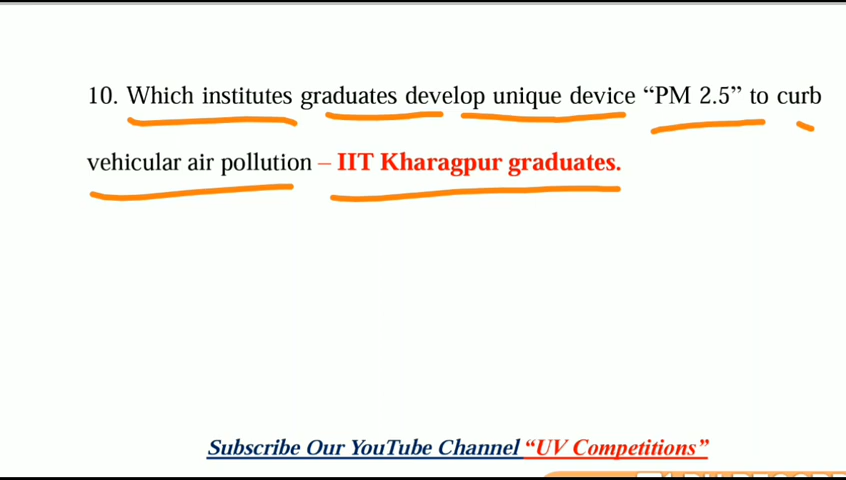 10. Which institutes graduates develop unique device “PM 2.5” to curb
vehicular air pollution – IIT Kharagpur graduates.
Subscribe Our YouTube Channel “UV Competitions”